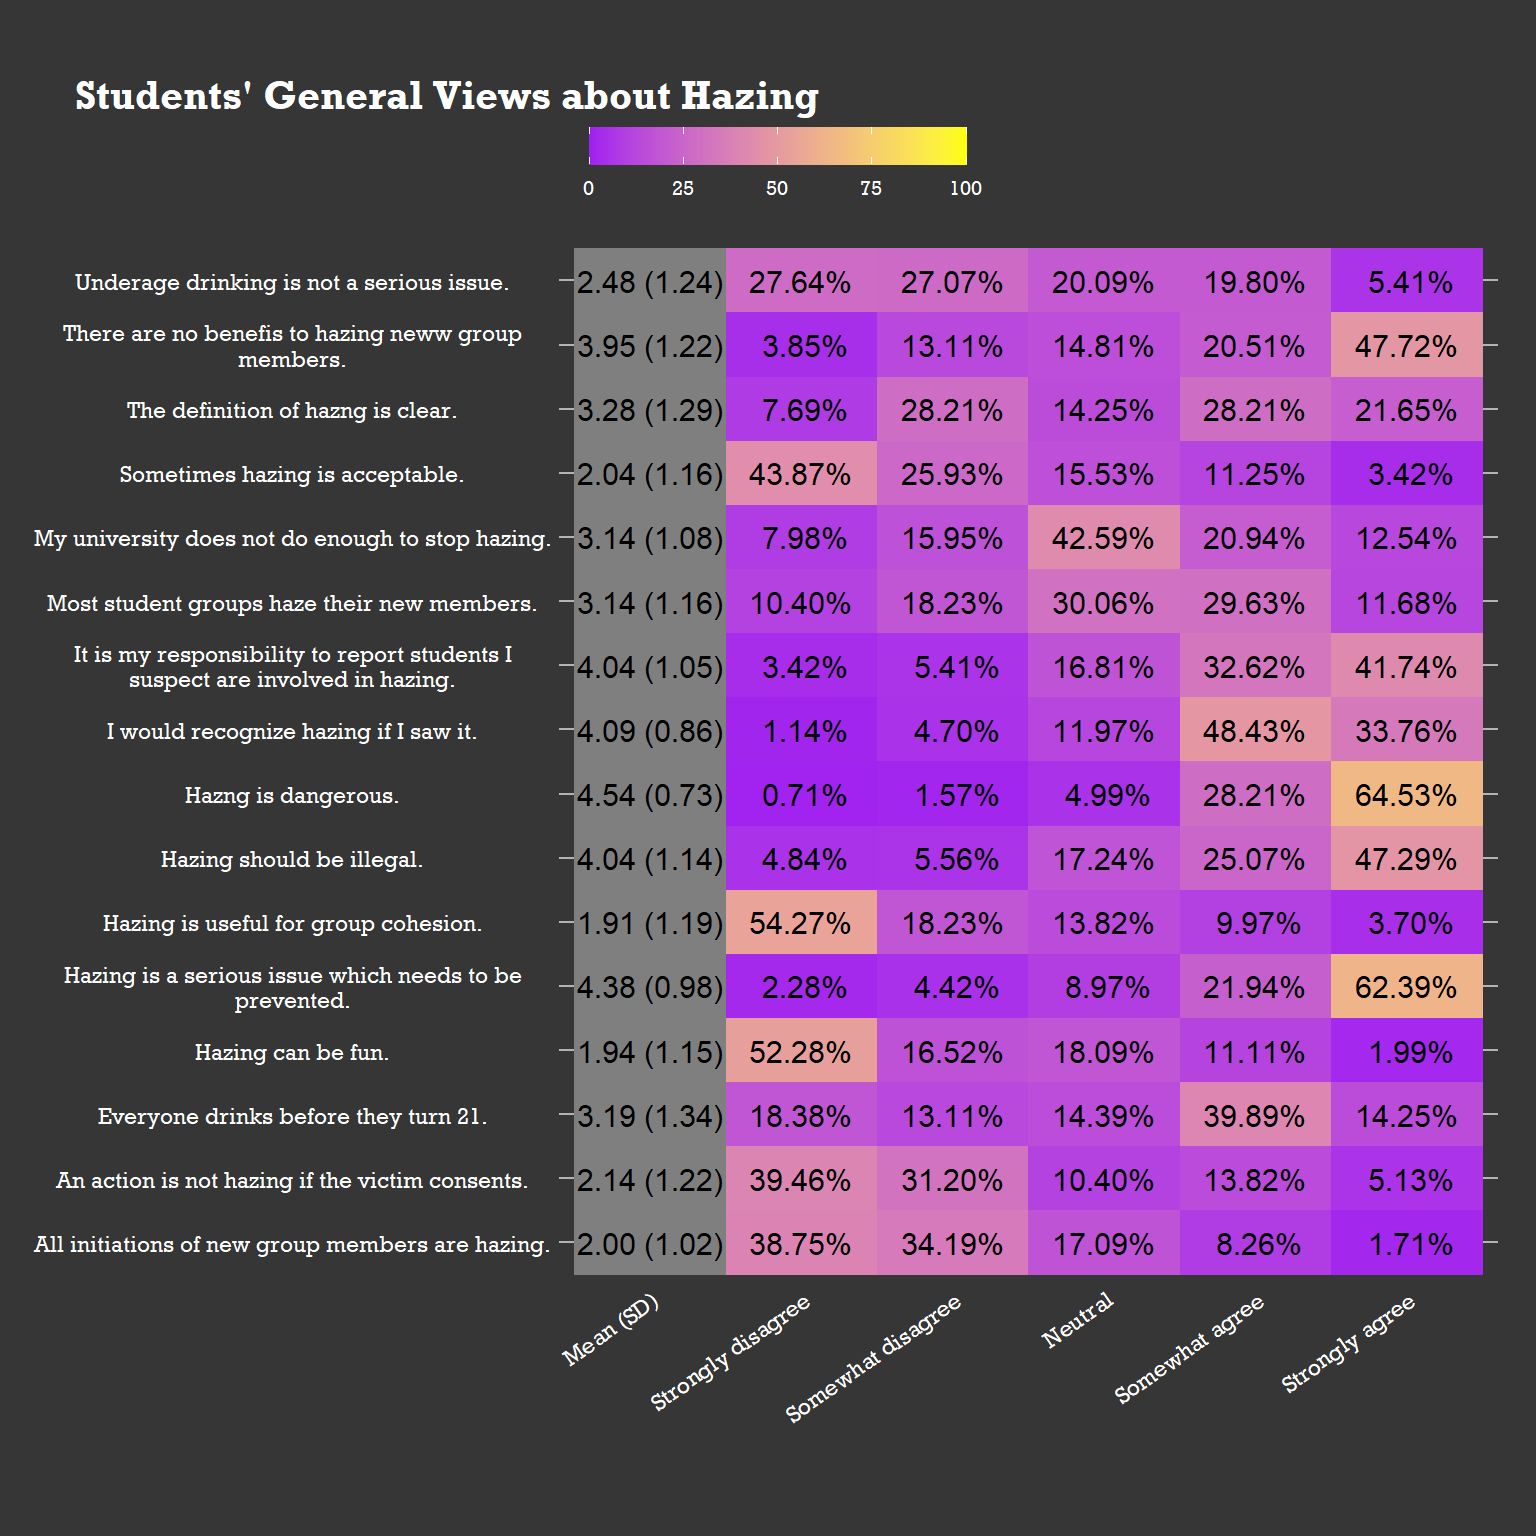 Students' General Views about Hazing
0 25 50 75 100
Underage drinking is not a serious issue. 2.48 (1.24) 27.64% 27.07% 20.09% 19.80% 5.41%
There are no benefis to hazing neww group
members. 3.95 (1.22) 3.85% 13.11% 14.81% 20.51% 47.72%
The definition of hazng is clear. 3.28 (1.29) 7.69% 28.21% 14.25% 28.21% 21.65%
Sometimes hazing is acceptable. 2.04 (1.16) 43.87% 25.93% 15.53% 11.25% 3.42%
My university does not do enough to stop hazing. 3.14 (1.08) 7.98% 15.95% 42.59% 20.94% 12.54%
Most student groups haze their new members. 3.14 (1.16) 10.40% 18.23% 30.06% 29.63% 11.68%
It is my responsibility to report students I
suspect are involved in hazing. 4.04 (1.05) 3.42% 5.41% 16.81% 32.62% 41.74%
I would recognize hazing if I saw it. 4.09 (0.86) 1.14% 4.70% 11.97% 48.43% 33.76%
Hazng is dangerous. 4.54 (0.73) 0.71% 1.57% 4.99% 28.21% 64.53%
Hazing should be illegal. 4.04 (1.14) 4.84% 5.56% 17.24% 25.07% 47.29%
Hazing is useful for group cohesion. 1.91 (1.19) 54.27% 18.23% 13.82% 9.97% 3.70%
Hazing is a serious issue which needs to be
prevented. 4.38 (0.98) 2.28% 4.42% 8.97% 21.94% 62.39%
Hazing can be fun. 1.94 (1.15) 52.28% 16.52% 18.09% 11.11% 1.99%
Everyone drinks before they turn 21. 3.19 (1.34) 18.38% 13.11% 14.39% 39.89% 14.25%
An action is not hazing if the victim consents. 2.14 (1.22) 39.46% 31.20% 10.40% 13.82% 5.13%
All initiations of new group members are hazing. 2.00 (1.02) 38.75% 34.19% 17.09% 8.26% 1.71%
Mean (SD) Strongly disagree Somewhat disagree Neutral Somewhat agree Strongly agree